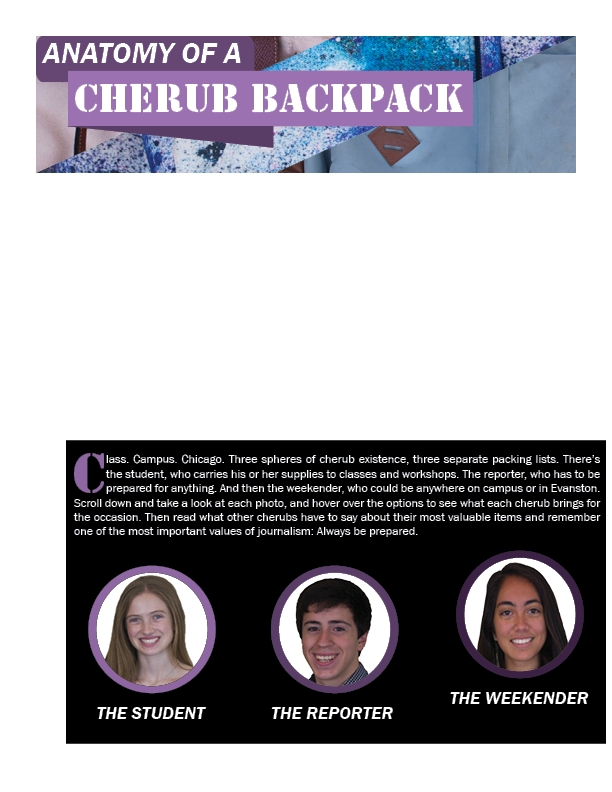 ANATOMY OF A
CHERUB BACKPACK
Class. Campus. Chicago. Three spheres of cherub existence, three separate packing lists. There's
the student, who carries his or her supplies to classes and workshops. The reporter, who has to be
prepared for anything. And then the weekender, who could be anywhere on campus or in Evanston.
Scroll down and take a look at each photo, and hover over the options to see what each cherub brings for
the occasion. Then read what other cherubs have to say about their most valuable items and remember
one of the most important values of journalism: Always be prepared.
THE STUDENT
THE REPORTER
THE WEEKENDER